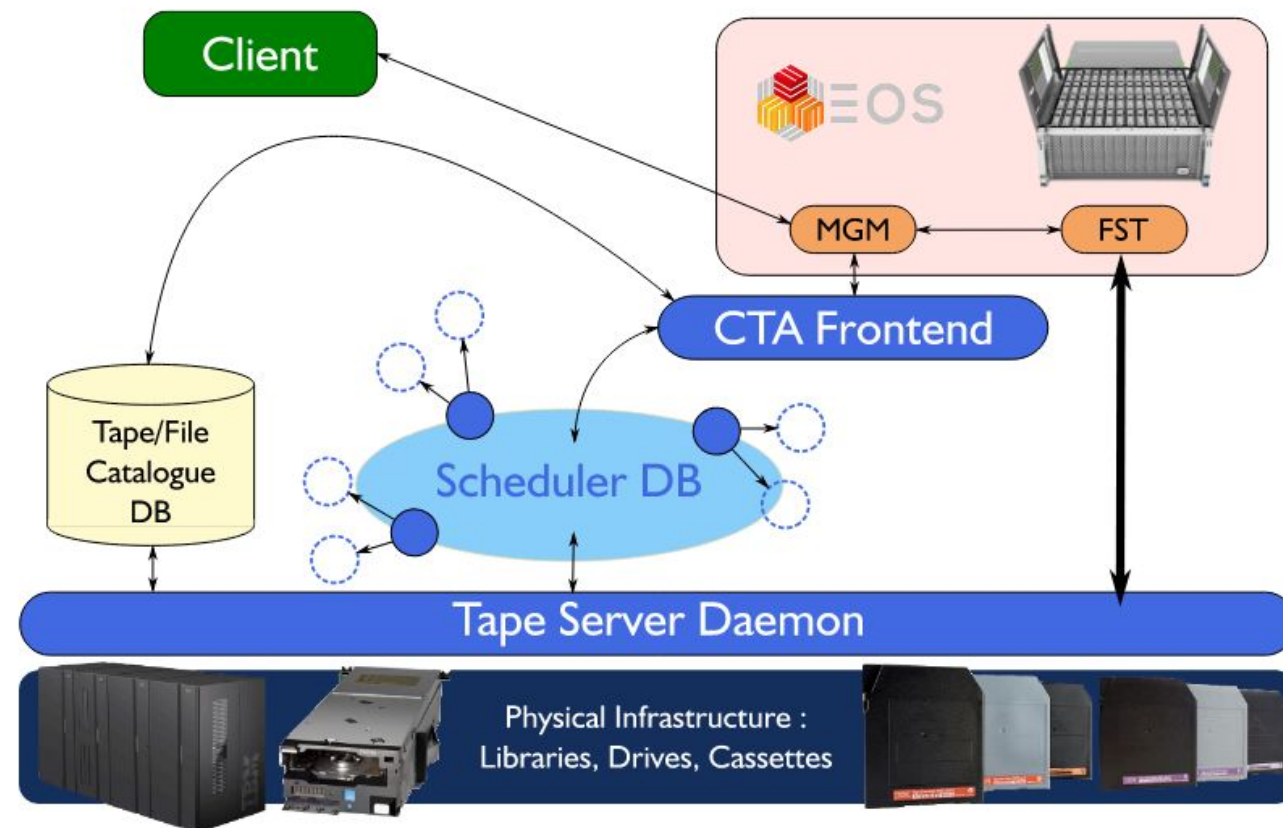 Client
EOS
MGM
FST
CTA Frontend
Tape/File
Catalogue
DB
Scheduler DB
Tape Server Daemon
Physical Infrastructure :
Libraries, Drives, Cassettes
IBM